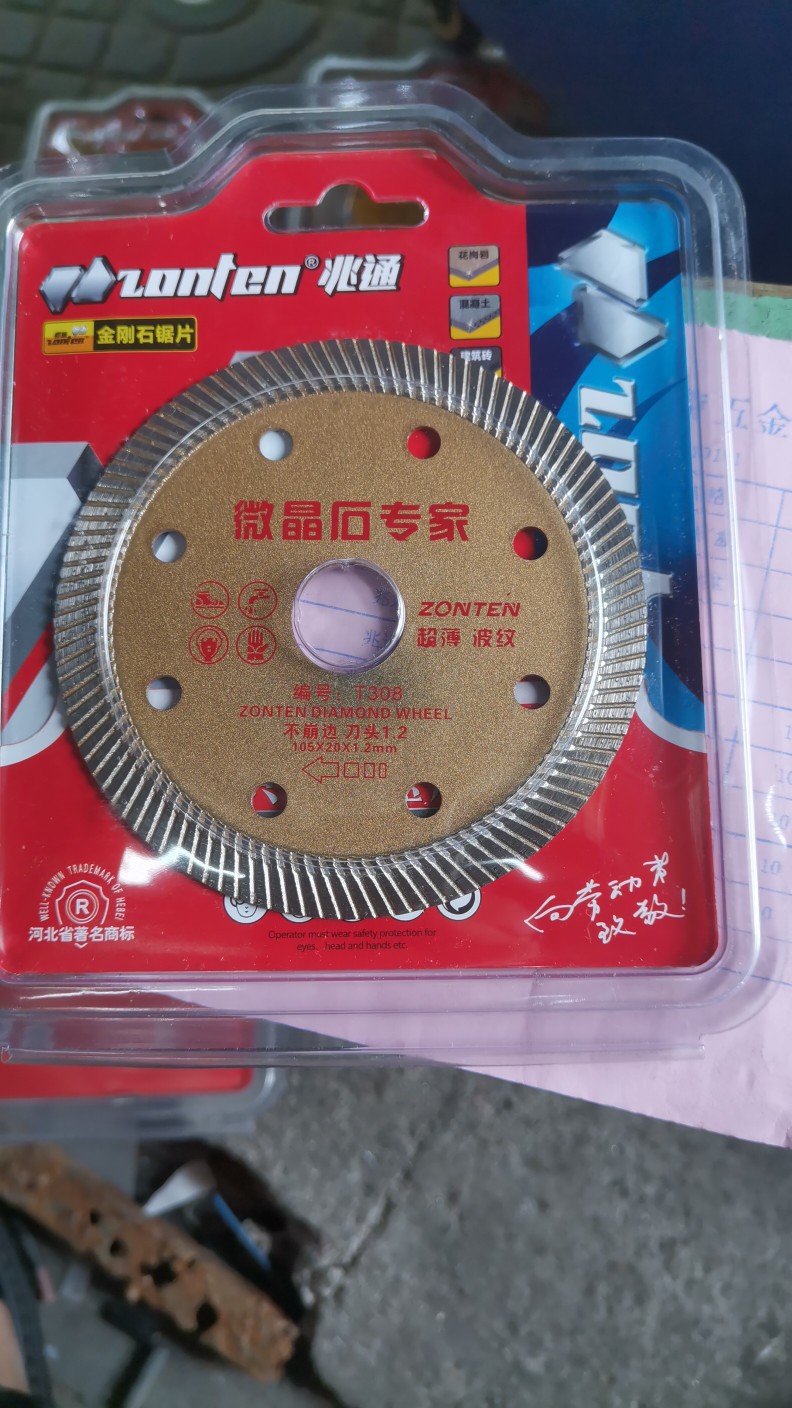 zonten® 兆通
花岗岩
混凝土
建筑砖
zonten
金刚石锯片
微晶石专家
ZONTEN
超薄 波纹
编号：T308
ZONTEN DIAMOND WHEEL
不崩边 刀头1.2
105X20X1.2mm
WELL-KNOWN TRADEMARK OF HEBEI
R
河北省著名商标
Operator must wear safety protection for
eyes、head and hands etc.
向劳动者
致敬!
五金